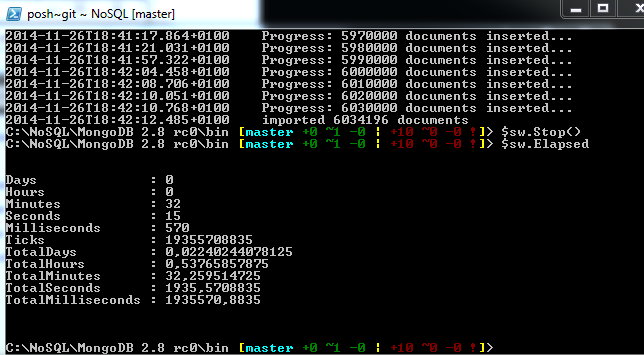 posh~git ~ NoSQL [master]
2014-11-26T18:41:17.864+0100 Progress: 5970000 documents inserted...
2014-11-26T18:41:21.031+0100 Progress: 5980000 documents inserted...
2014-11-26T18:41:57.322+0100 Progress: 5990000 documents inserted...
2014-11-26T18:42:04.458+0100 Progress: 6000000 documents inserted...
2014-11-26T18:42:08.706+0100 Progress: 6010000 documents inserted...
2014-11-26T18:42:10.051+0100 Progress: 6020000 documents inserted...
2014-11-26T18:42:10.768+0100 Progress: 6030000 documents inserted...
2014-11-26T18:42:12.485+0100 imported 6034196 documents
C:\NoSQL\MongoDB 2.8 rc0\bin [master +0 ~1 -0 | +10 ~0 -0 !]> $sw.Stop()
C:\NoSQL\MongoDB 2.8 rc0\bin [master +0 ~1 -0 | +10 ~0 -0 !]> $sw.Elapsed
Days : 0
Hours : 0
Minutes : 32
Seconds : 15
Milliseconds : 570
Ticks : 19355708835
TotalDays : 0,02240244078125
TotalHours : 0,53765857875
TotalMinutes : 32,259514725
TotalSeconds : 1935,5708835
TotalMilliseconds : 1935570,8835
C:\NoSQL\MongoDB 2.8 rc0\bin [master +0 ~1 -0 | +10 ~0 -0 !]>